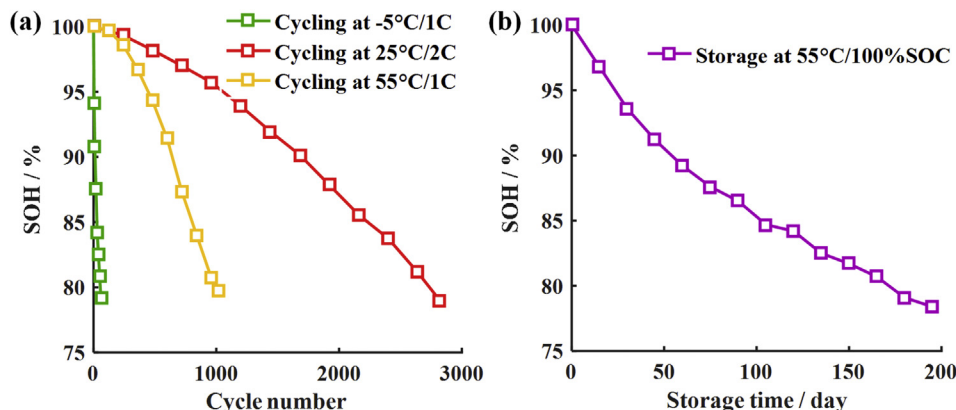 (a)
Cycling at -5°C/1C
Cycling at 25°C/2C
Cycling at 55°C/1C
SOH / %
100
95
90
85
80
75
0
1000
2000
3000
Cycle number
(b)
Storage at 55°C/100%SOC
SOH / %
100
95
90
85
80
75
0
50
100
150
200
Storage time / day